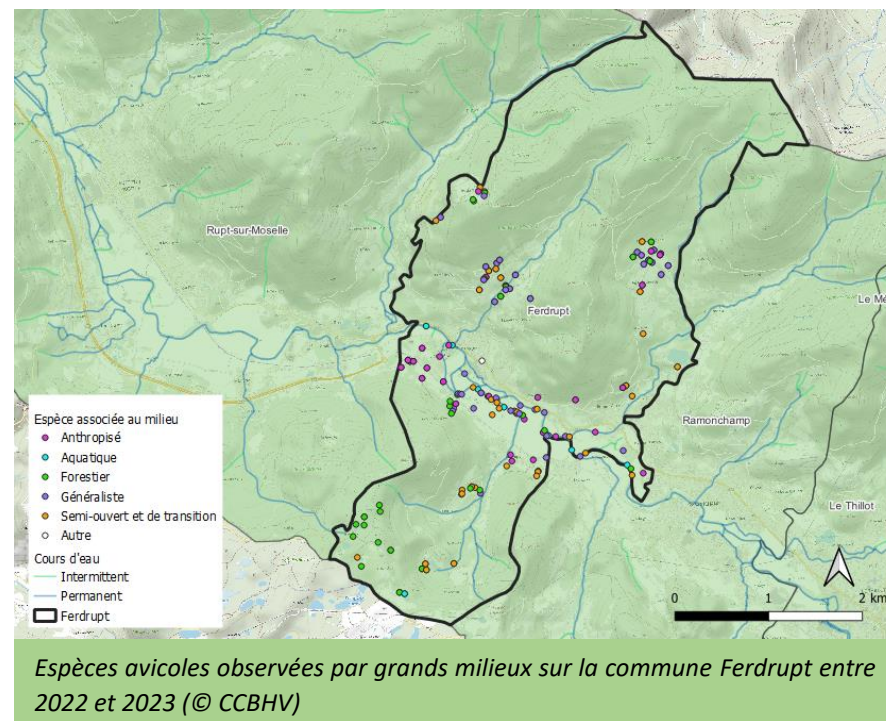 Rupt-sur-Moselle
Ferdrupt
Le Mé
Ramonchamp
Le Thillot
Espèce associée au milieu
Anthropisé
Aquatique
Forestier
Généraliste
Semi-ouvert et de transition
Autre
Cours d'eau
Intermittent
Permanent
Ferdrupt
0 1 2 km
Espèces avicoles observées par grands milieux sur la commune Ferdrupt entre
2022 et 2023 (© CCBHV)